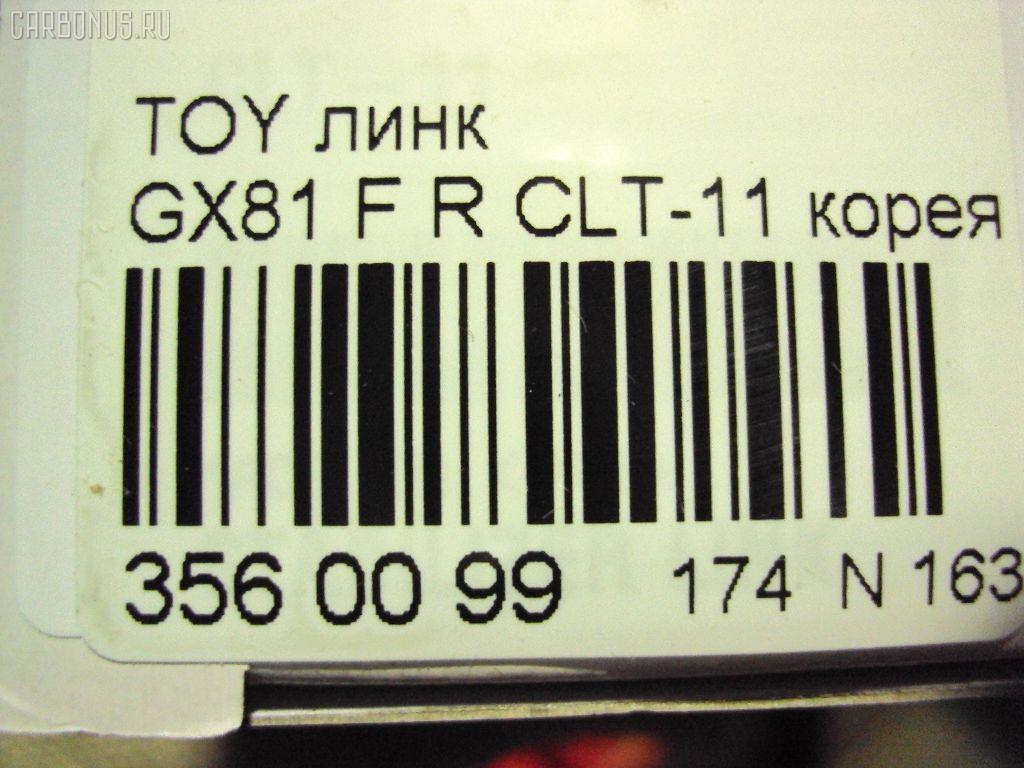 CARBONUS.RU
TOY линк
GX81 F R CLT-11 корея
356 00 99 174 N 163